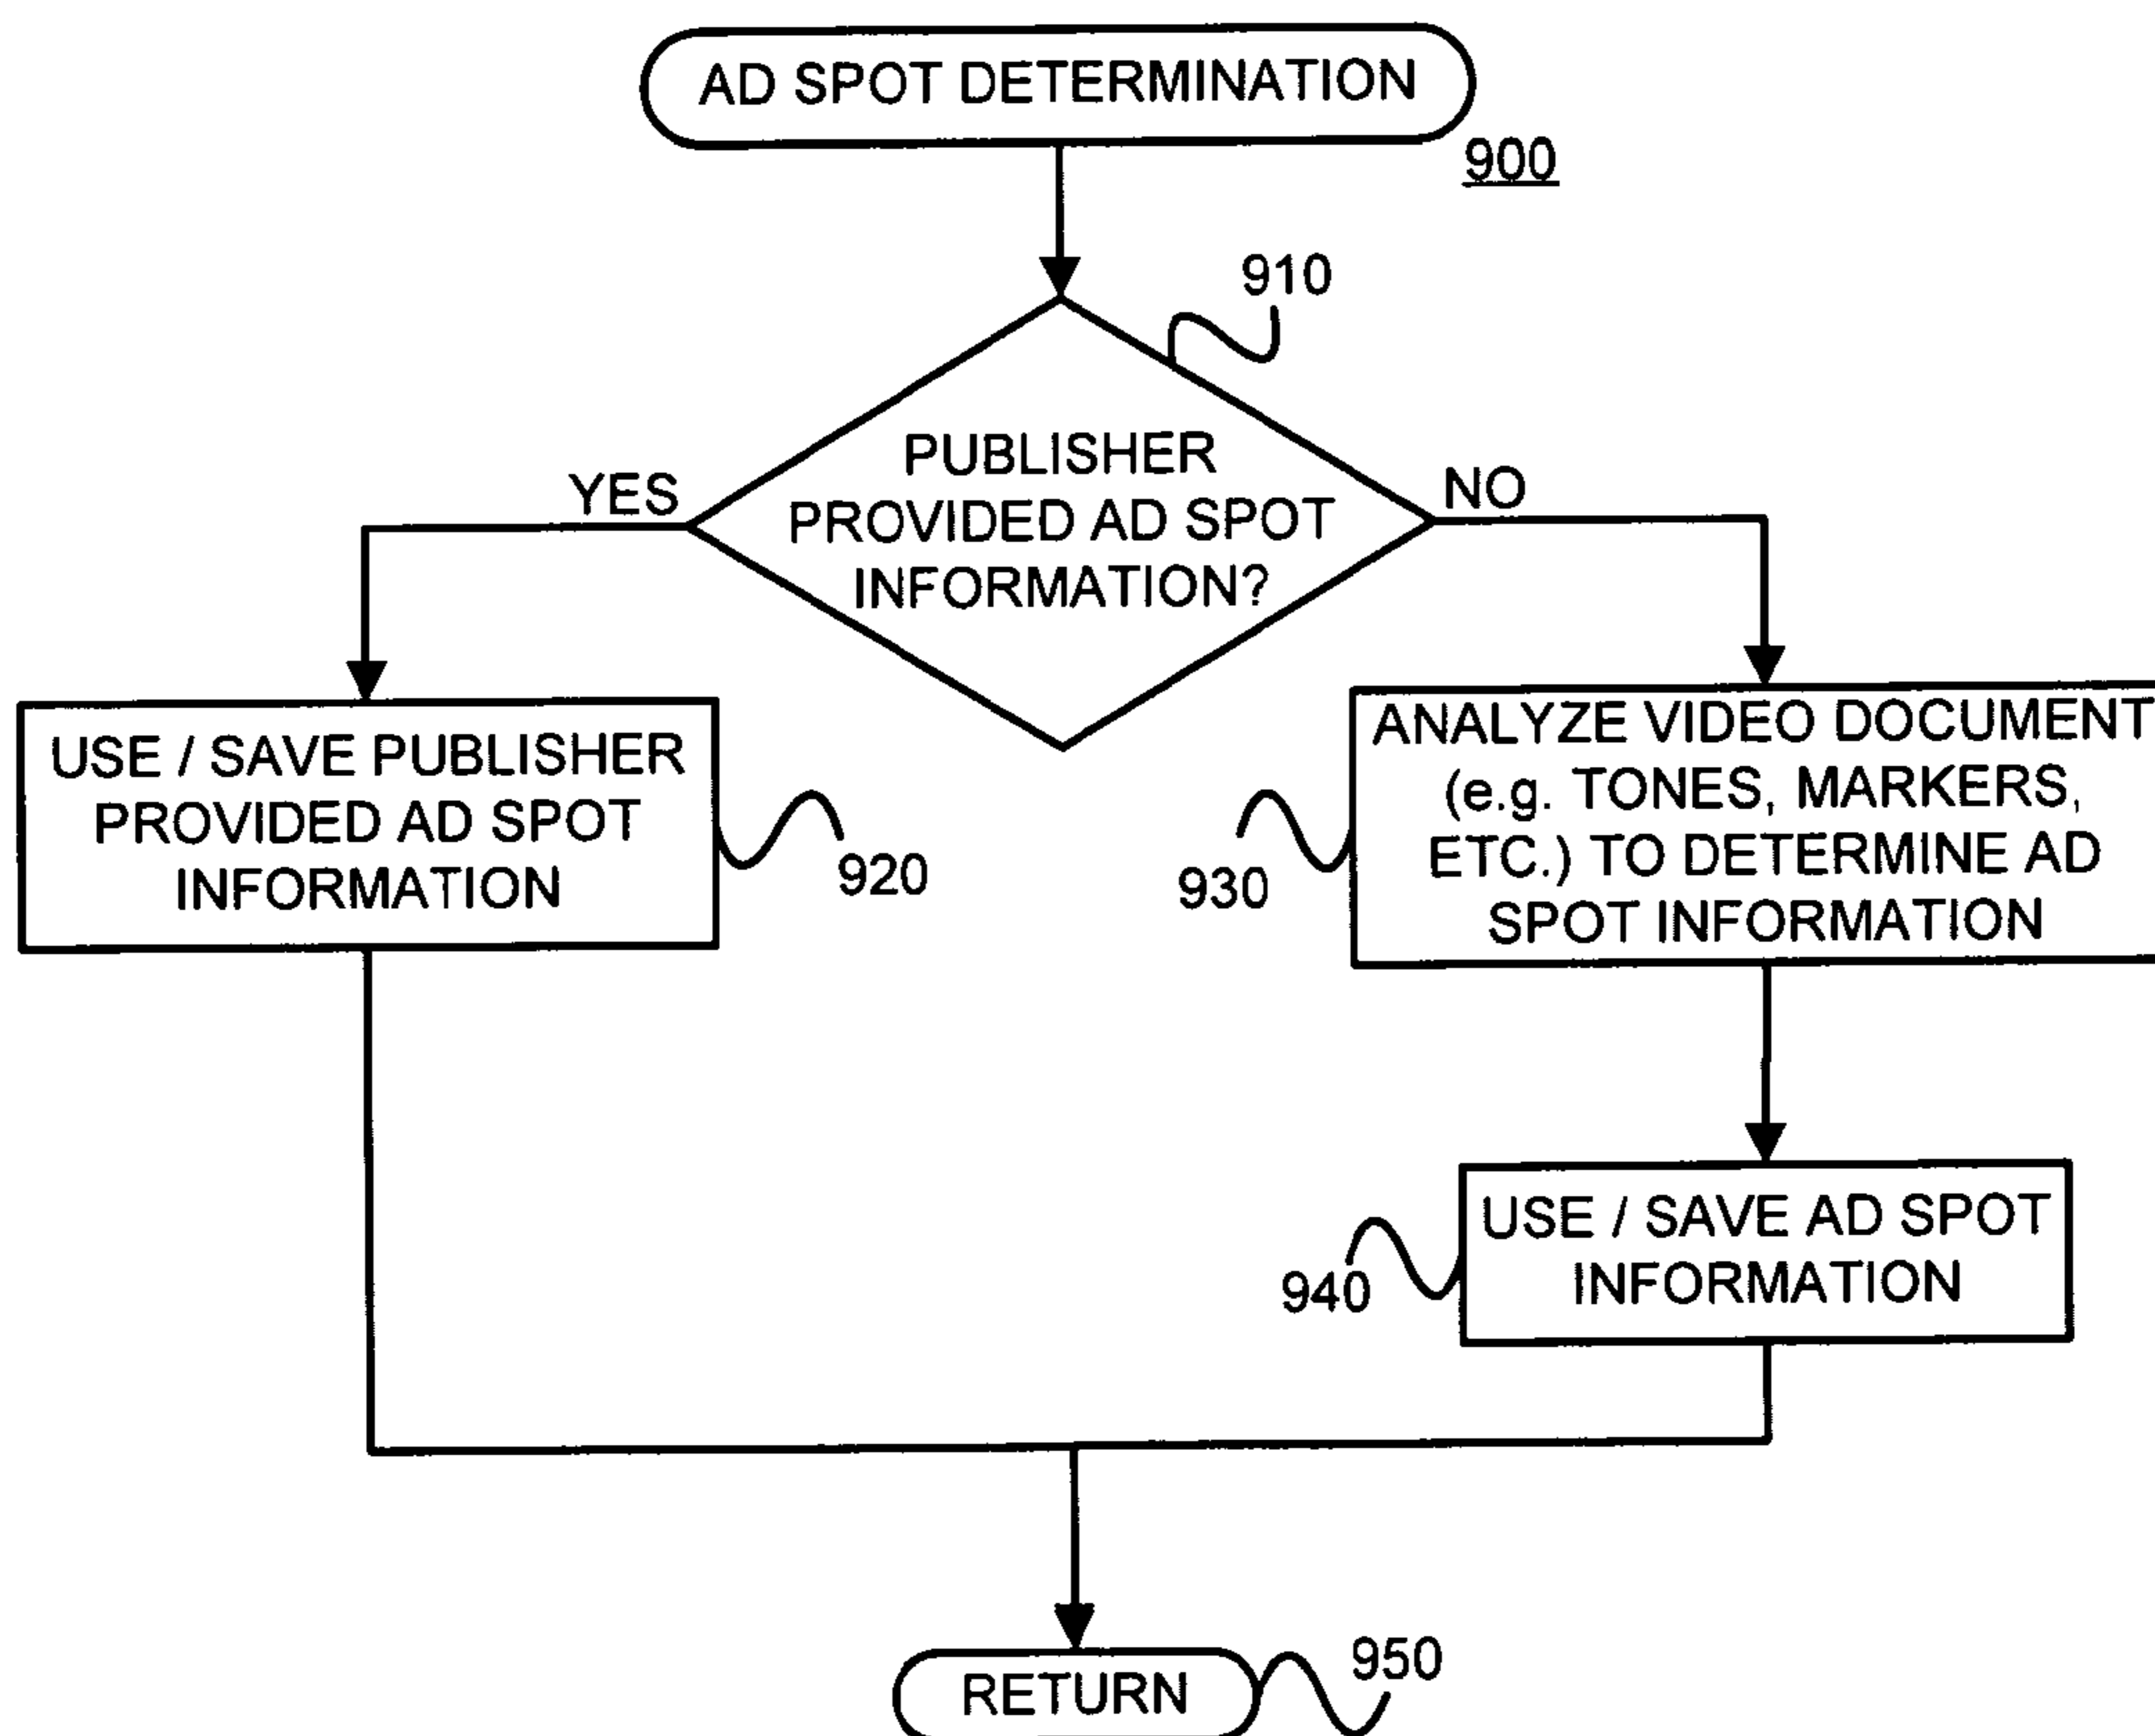 AD SPOT DETERMINATION
900
910
PUBLISHER
PROVIDED AD SPOT
INFORMATION?
YES
NO
USE / SAVE PUBLISHER
PROVIDED AD SPOT
INFORMATION
920
ANALYZE VIDEO DOCUMENT
(e.g. TONES, MARKERS,
ETC.) TO DETERMINE AD
SPOT INFORMATION
930
USE / SAVE AD SPOT
INFORMATION
940
RETURN
950